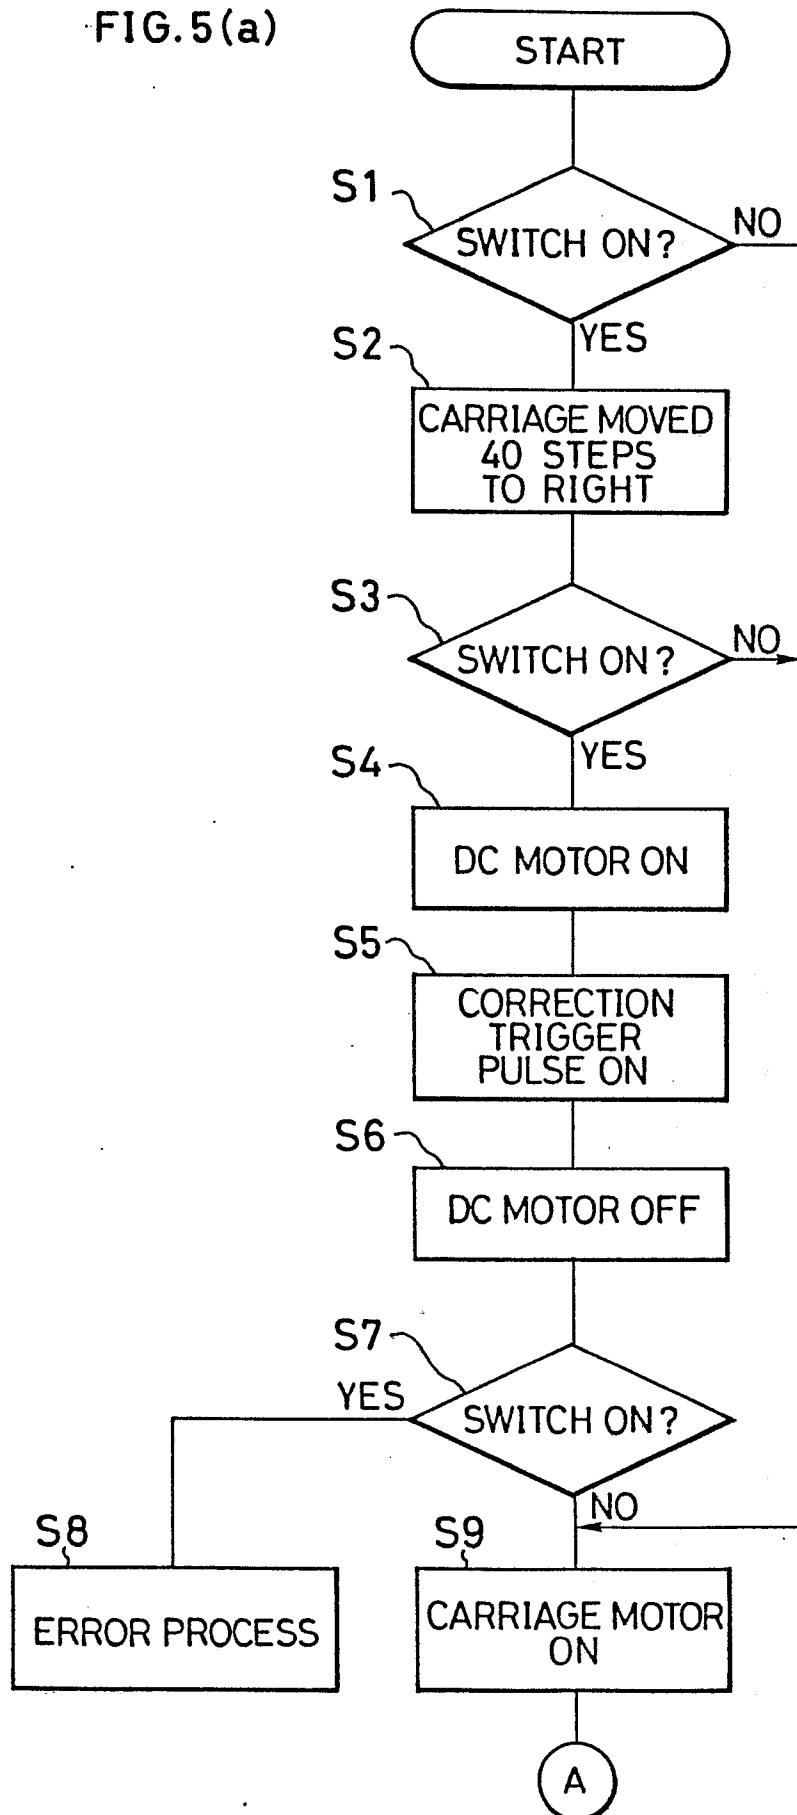 FIG.5(a)
START
S1
SWITCH ON?
NO
YES
S2
CARRIAGE MOVED
40 STEPS
TO RIGHT
S3
SWITCH ON?
NO
YES
S4
DC MOTOR ON
S5
CORRECTION
TRIGGER
PULSE ON
S6
DC MOTOR OFF
S7
YES
SWITCH ON?
NO
S8
ERROR PROCESS
S9
CARRIAGE MOTOR
ON
A